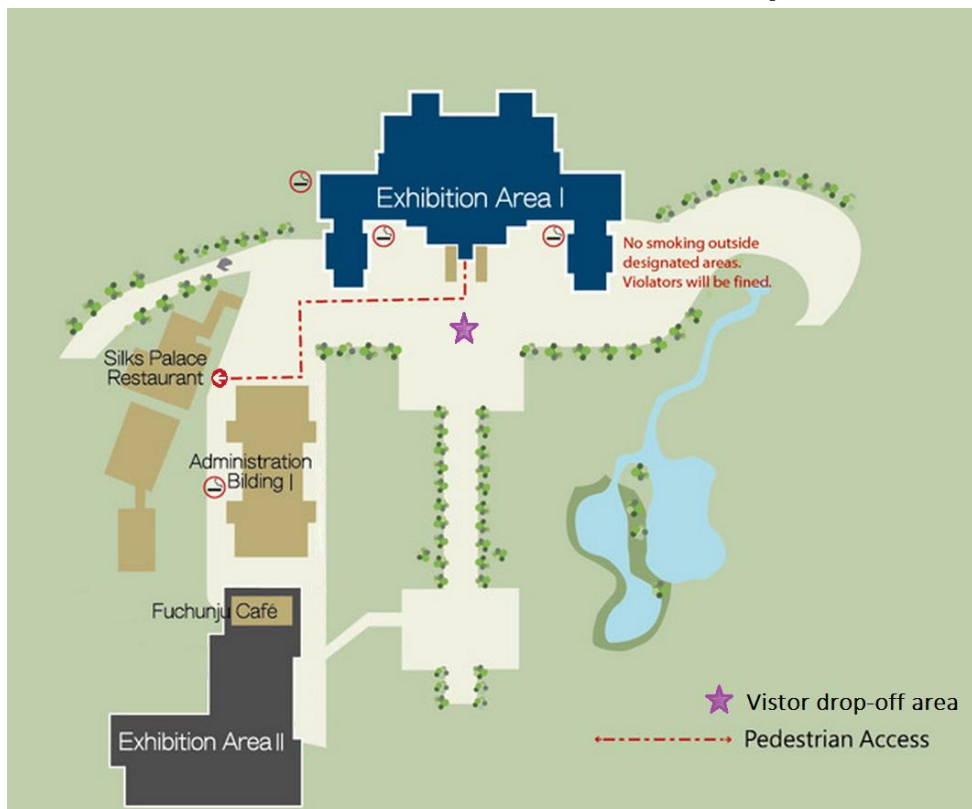 Exhibition Area I
No smoking outside
designated areas.
Violators will be fined.
Silks Palace
Restaurant
Administration
Bilding I
Fuchunju Café
Vistor drop-off area
Pedestrian Access
Exhibition Area II